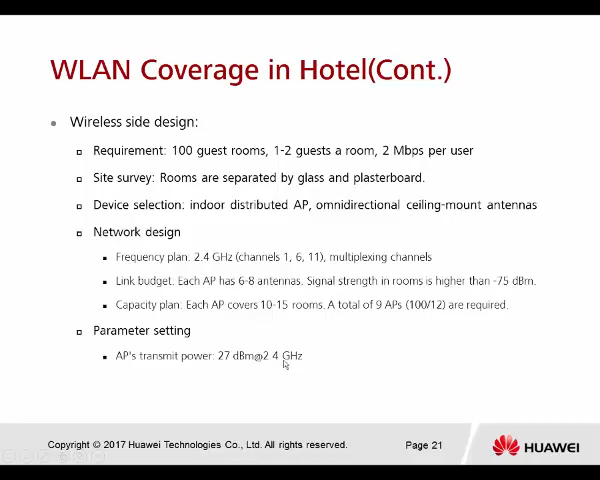 WLAN Coverage in Hotel(Cont.)
Wireless side design:
Requirement: 100 guest rooms, 1-2 guests a room, 2 Mbps per user
Site survey: Rooms are separated by glass and plasterboard.
Device selection: indoor distributed AP, omnidirectional ceiling-mount antennas
Network design
Frequency plan: 2.4 GHz (channels 1, 6, 11), multiplexing channels
Link budget: Each AP has 6-8 antennas. Signal strength in rooms is higher than -75 dBm.
Capacity plan: Each AP covers 10-15 rooms. A total of 9 APs (100/12) are required.
Parameter setting
AP's transmit power: 27 dBm@2.4 GHz
Copyright © 2017 Huawei Technologies Co., Ltd. All rights reserved.
Page 21
HUAWEI